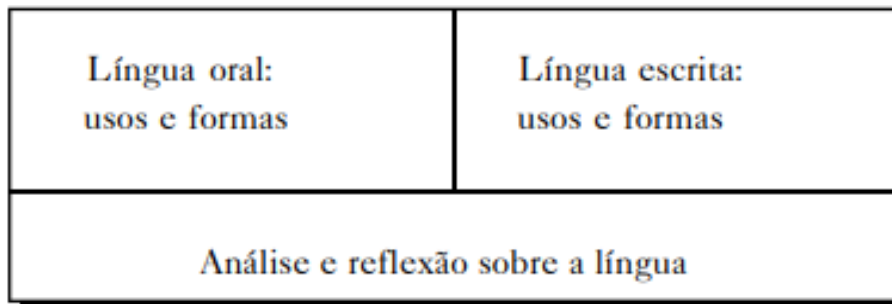 Língua oral:
usos e formas
Língua escrita:
usos e formas
Análise e reflexão sobre a língua